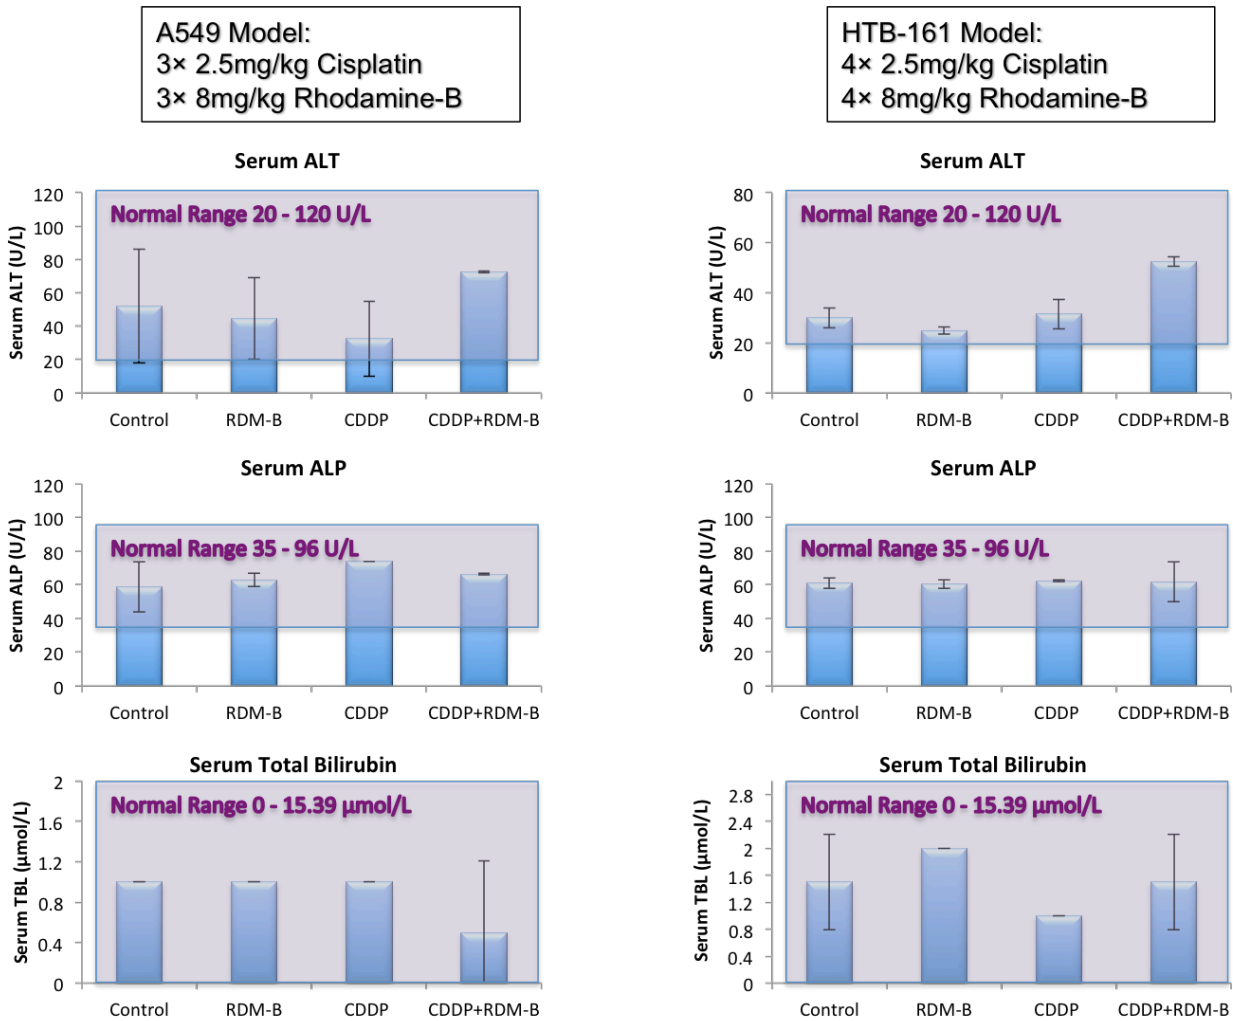 A549 Model:
3× 2.5mg/kg Cisplatin
3× 8mg/kg Rhodamine-B
HTB-161 Model:
4× 2.5mg/kg Cisplatin
4× 8mg/kg Rhodamine-B
Serum ALT
Normal Range 20 - 120 U/L
Serum ALT (U/L)
120
100
80
60
40
20
0
Control RDM-B CDDP CDDP+RDM-B
Serum ALT
Normal Range 20 - 120 U/L
Serum ALT (U/L)
80
60
40
20
0
Control RDM-B CDDP CDDP+RDM-B
Serum ALP
Normal Range 35 - 96 U/L
Serum ALP (U/L)
120
100
80
60
40
20
0
Control RDM-B CDDP CDDP+RDM-B
Serum ALP
Normal Range 35 - 96 U/L
Serum ALP (U/L)
120
100
80
60
40
20
0
Control RDM-B CDDP CDDP+RDM-B
Serum Total Bilirubin
Normal Range 0 - 15.39 µmol/L
Serum TBL (µmol/L)
2
1.6
1.2
0.8
0.4
0
Control RDM-B CDDP CDDP+RDM-B
Serum Total Bilirubin
Normal Range 0 - 15.39 µmol/L
Serum TBL (µmol/L)
2.8
2.4
2
1.6
1.2
0.8
0.4
0
Control RDM-B CDDP CDDP+RDM-B